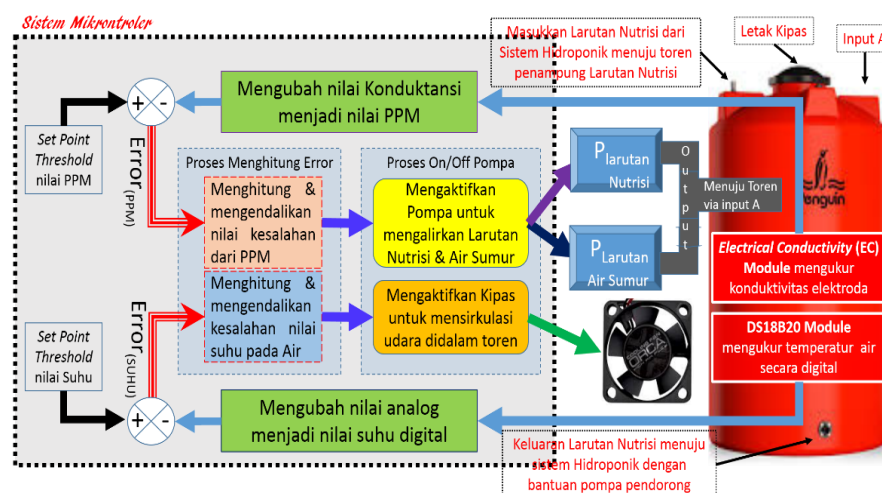 Sistem Mikrontroler
Masukkan Larutan Nutrisi dari
Sistem Hidroponik menuju toren
penampung Larutan Nutrisi
Letak Kipas
Input A
+ -
Mengubah nilai Konduktansi
menjadi nilai PPM
Set Point
Threshold
nilai PPM
Error(PPM)
Proses Menghitung Error
Menghitung &
mengendalikan
nilai kesalahan
dari PPM
Menghitung &
mengendalikan
kesalahan nilai
suhu pada Air
Proses On/Off Pompa
Mengaktifkan
Pompa untuk
mengalirkan Larutan
Nutrisi & Air Sumur
Mengaktifkan Kipas
untuk mensirkulasi
udara didalam toren
PLarutan
Nutrisi
PLarutan
Air Sumur
Output
Menuju Toren
via input A
enguin
Electrical Conductivity (EC)
Module mengukur
konduktivitas elektroda
DS18B20 Module
mengukur temperatur air
secara digital
ORCA
Error(SUHU)
Set Point
Threshold
nilai Suhu
+ -
Mengubah nilai analog
menjadi nilai suhu digital
Keluaran Larutan Nutrisi menuju
sistem Hidroponik dengan
bantuan pompa pendorong